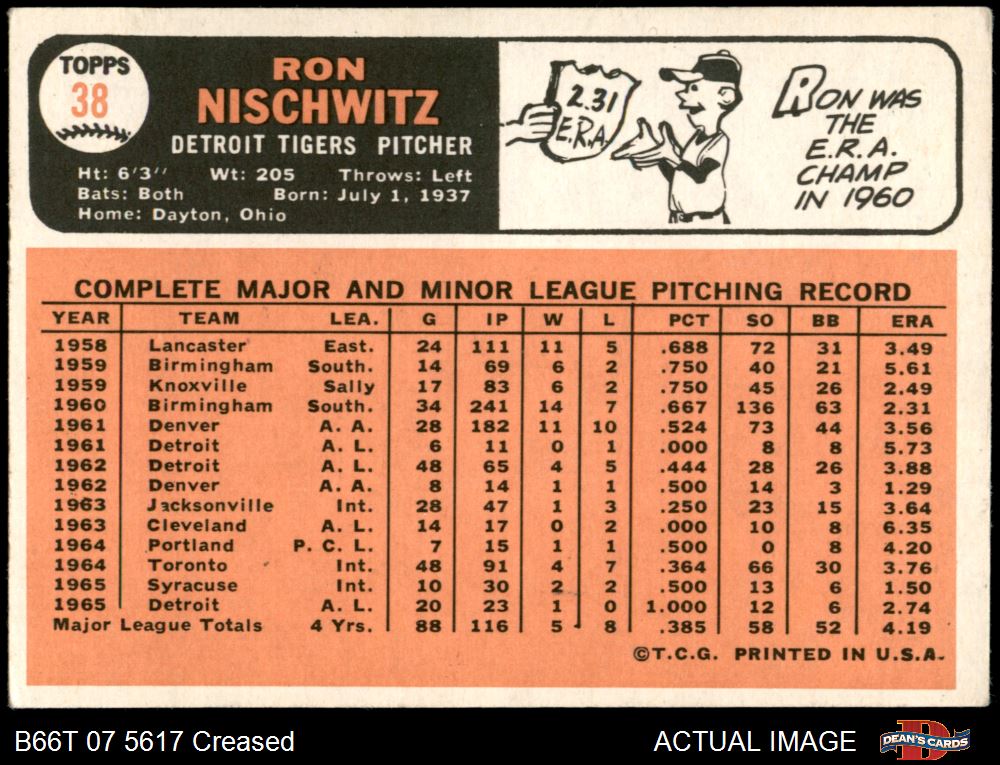 TOPPS
38
RON
NISCHWITZ
DETROIT TIGERS PITCHER
Ht: 6'3'' Wt: 205 Throws: Left
Bats: Both Born: July 1, 1937
Home: Dayton, Ohio
2.31
E.R.A.
RON WAS
THE
E.R.A.
CHAMP
IN 1960
COMPLETE MAJOR AND MINOR LEAGUE PITCHING RECORD
YEAR TEAM LEA. G IP W L PCT SO BB ERA
1958 Lancaster East. 24 111 11 5 .688 72 31 3.49
1959 Birmingham South. 14 69 6 2 .750 40 21 5.61
1959 Knoxville Sally 17 83 6 2 .750 45 26 2.49
1960 Birmingham South. 34 241 14 7 .667 136 63 2.31
1961 Denver A. A. 28 182 11 10 .524 73 44 3.56
1961 Detroit A. L. 6 11 0 1 .000 8 8 5.73
1962 Detroit A. L. 48 65 4 5 .444 28 26 3.88
1962 Denver A. A. 8 14 1 1 .500 14 3 1.29
1963 Jacksonville Int. 28 47 1 3 .250 23 15 3.64
1963 Cleveland A. L. 14 17 0 2 .000 10 8 6.35
1964 Portland P. C. L. 7 15 1 1 .500 0 8 4.20
1964 Toronto Int. 48 91 4 7 .364 66 30 3.76
1965 Syracuse Int. 10 30 2 2 .500 13 6 1.50
1965 Detroit A. L. 20 23 1 0 1.000 12 6 2.74
Major League Totals 4 Yrs. 88 116 5 8 .385 58 52 4.19
©T.C.G. PRINTED IN U.S.A.
B66T 07 5617 Creased
ACTUAL IMAGE
D
DEAN'S CARDS